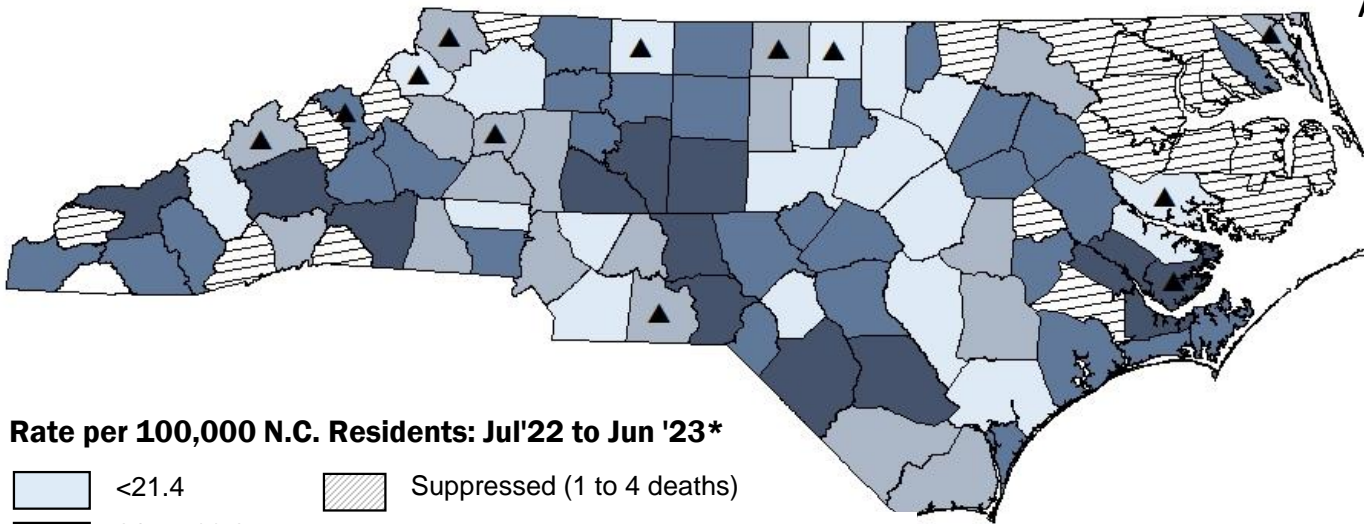 Rate per 100,000 N.C. Residents: Jul'22 to Jun '23*
<21.4
Suppressed (1 to 4 deaths)